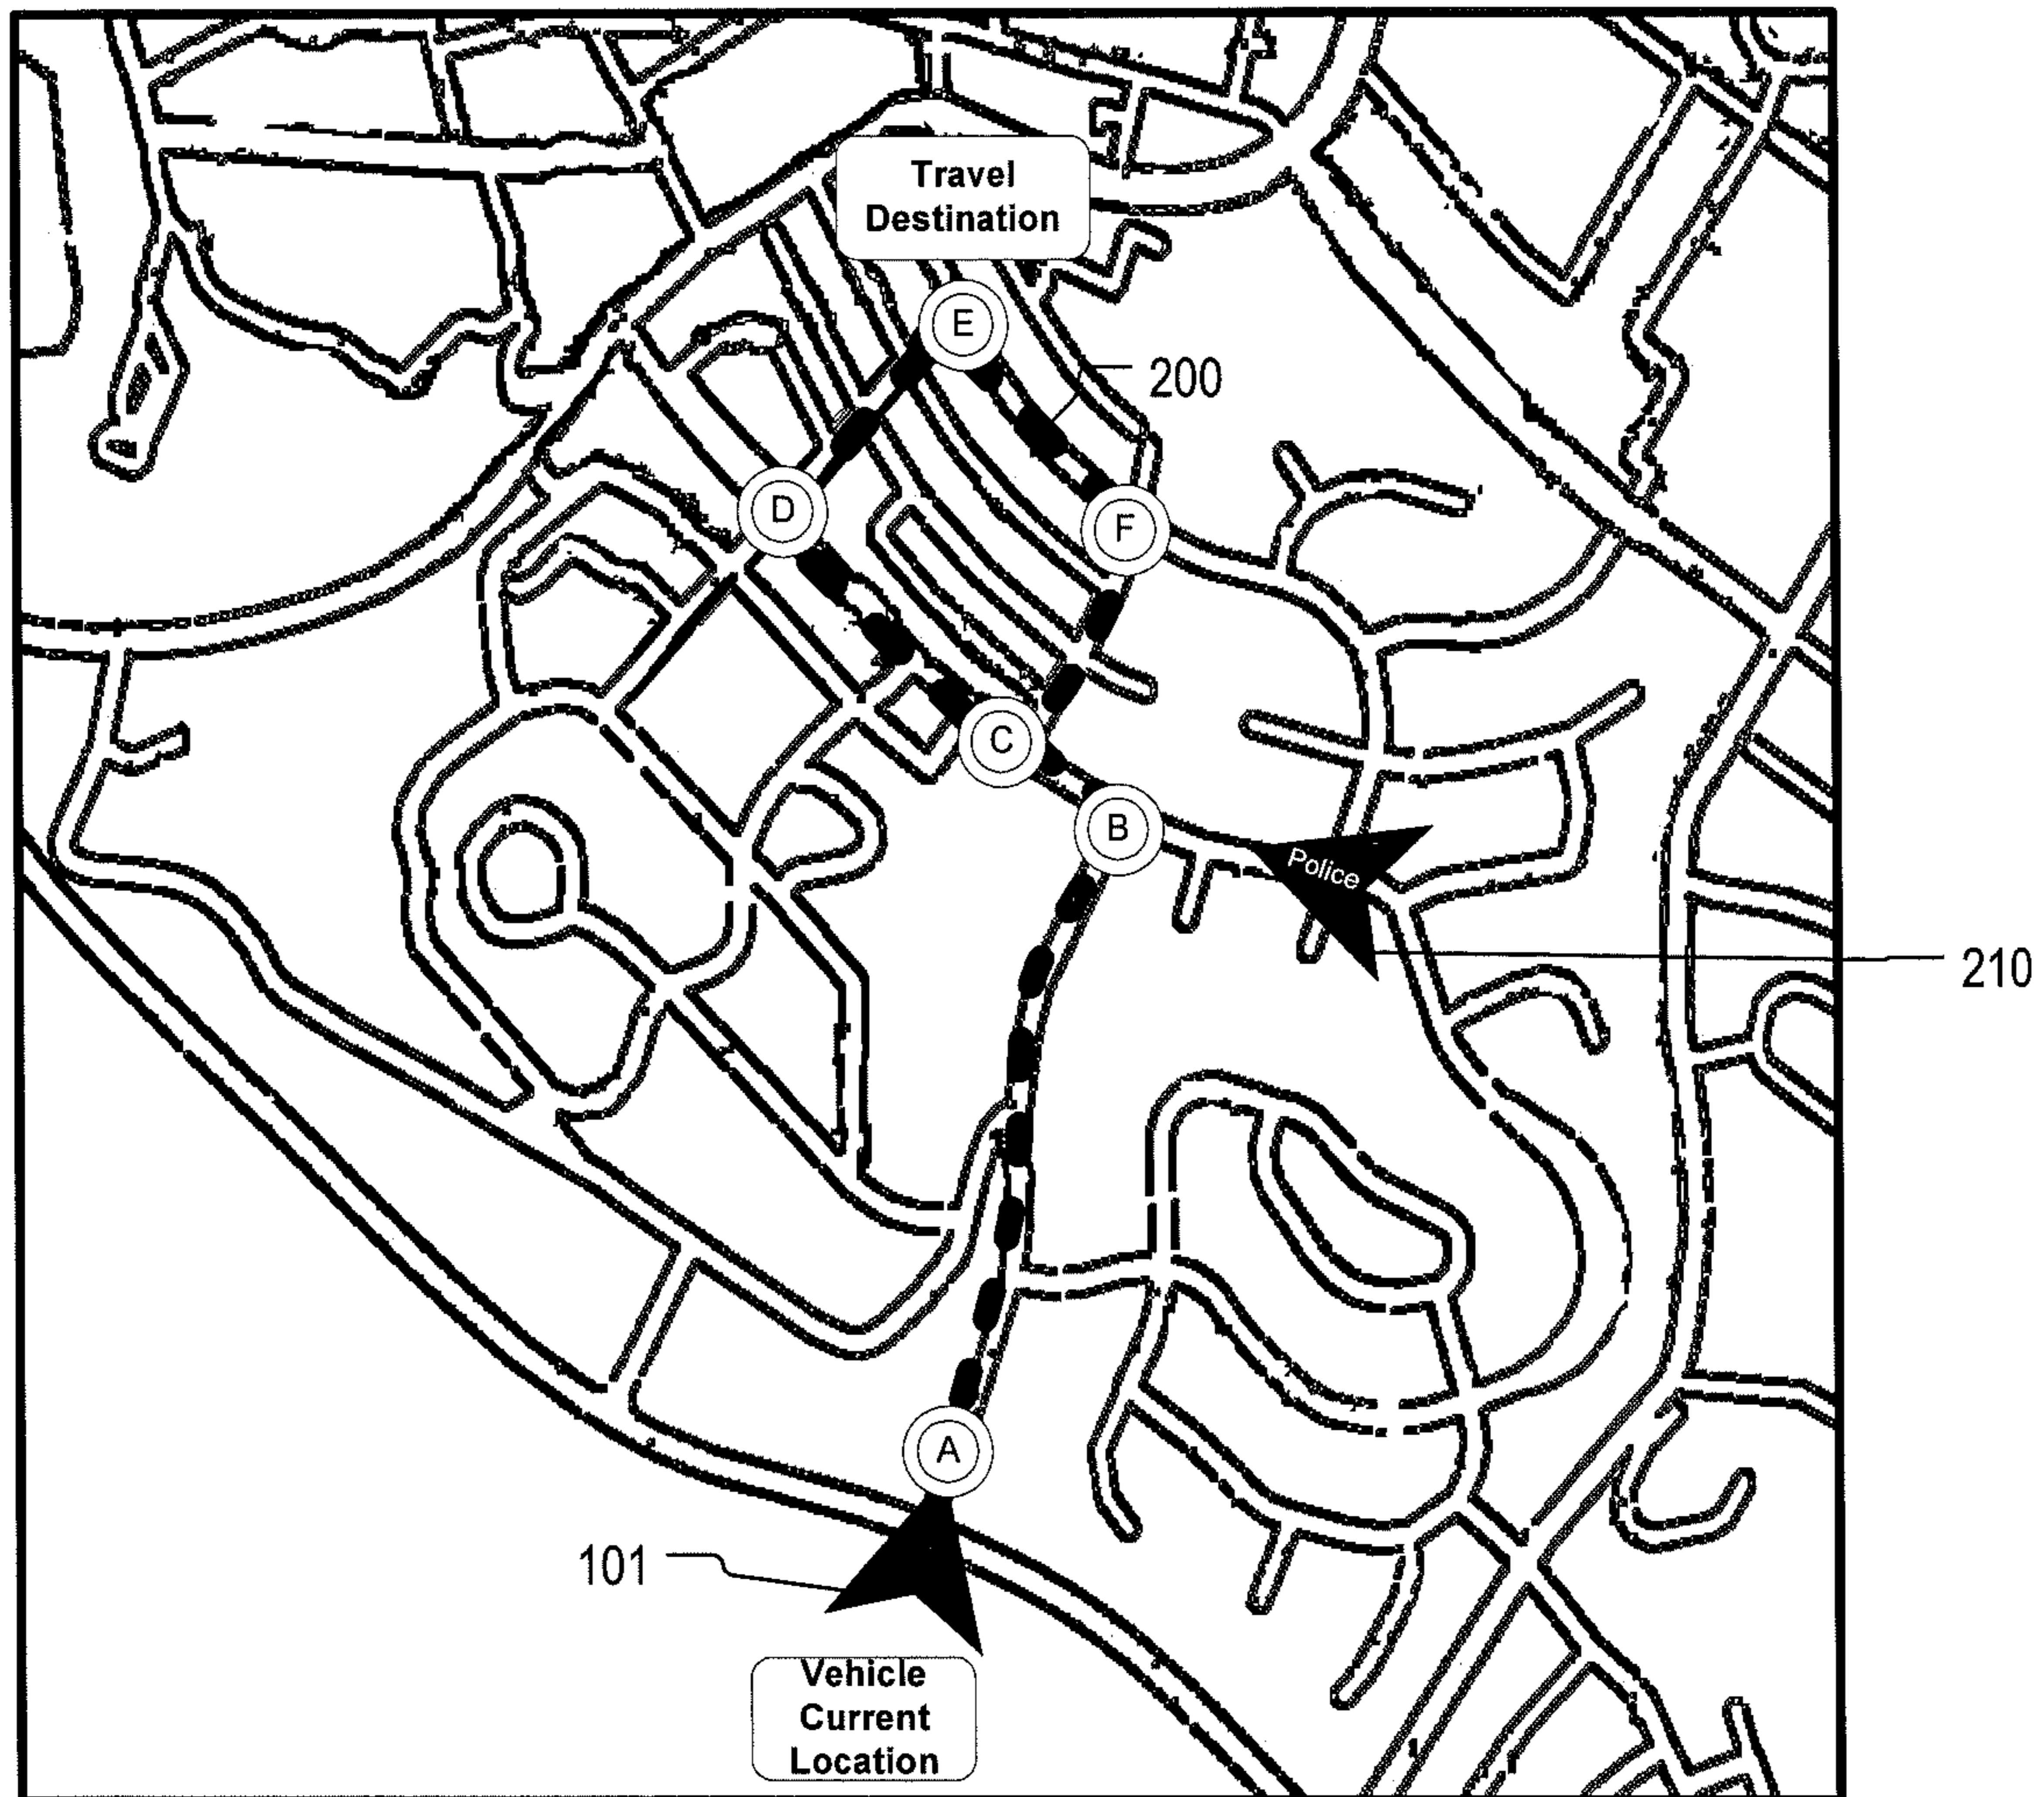 Travel
Destination
E
200
D
F
C
B
Police
210
A
101
Vehicle
Current
Location